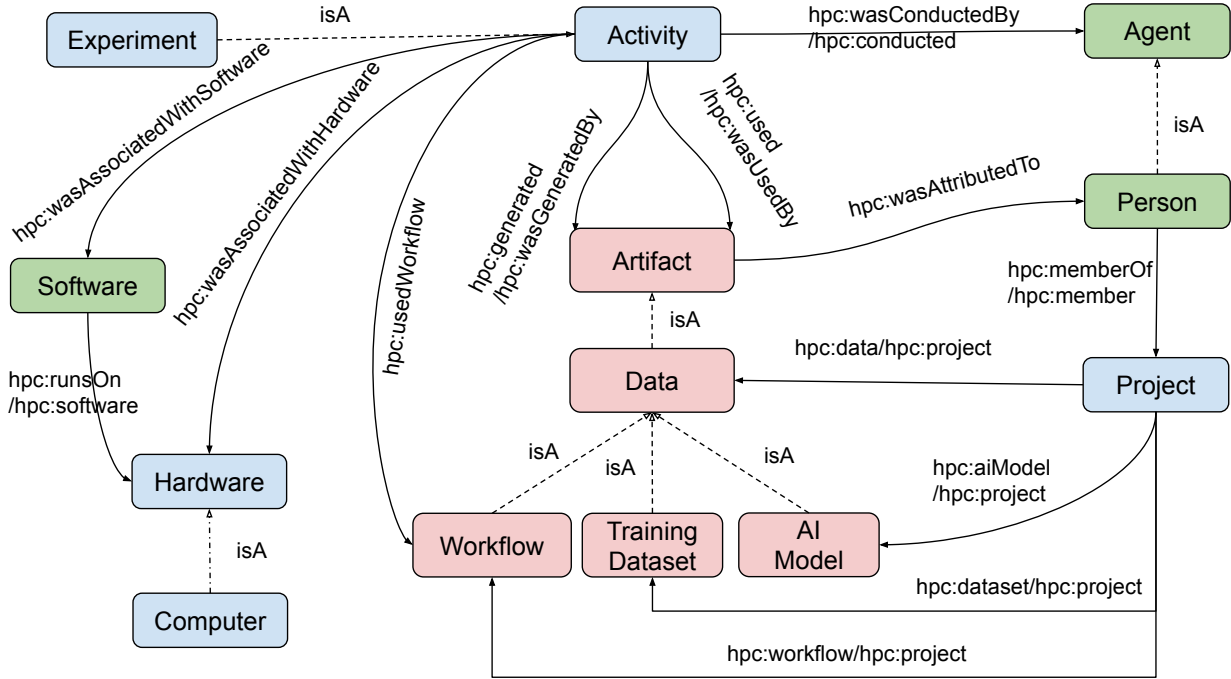 Experiment
isA
Activity
hpc:wasConductedBy
/hpc:conducted
Agent
hpc:wasAssociatedWithSoftware
hpc:wasAssociatedWithHardware
hpc:usedWorkflow
hpc:generated
/hpc:wasGeneratedBy
hpc:used
/hpc:wasUsedBy
isA
hpc:wasAttributedTo
Person
Software
Artifact
hpc:memberOf
/hpc:member
isA
hpc:data/hpc:project
hpc:runsOn
/hpc:software
Data
Project
isA
isA
isA
hpc:aiModel
/hpc:project
Hardware
Workflow
Training
Dataset
AI
Model
isA
hpc:dataset/hpc:project
Computer
hpc:workflow/hpc:project